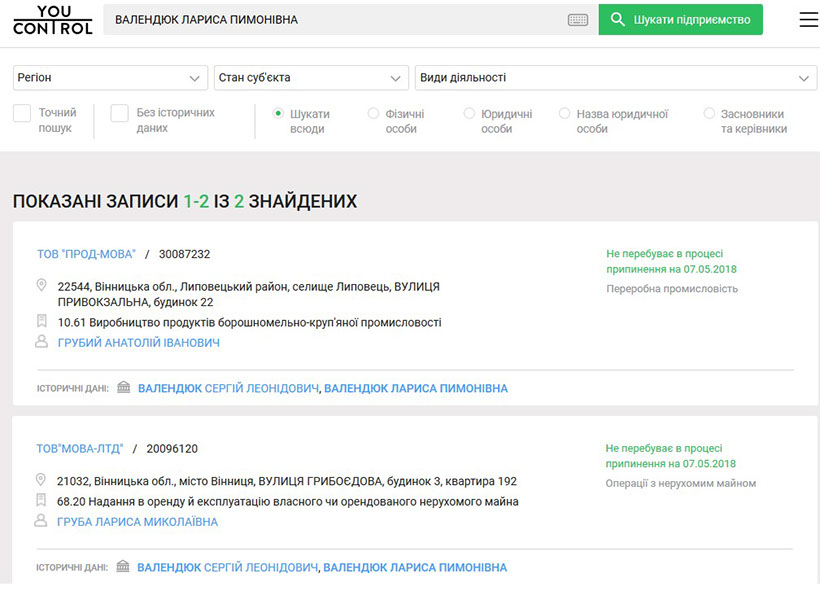 YOU
CONTROL
ВАЛЕНДЮК ЛАРИСА ПИМОНІВНА
Шукати підприємство
Регіон
Стан суб'єкта
Види діяльності
Точний
пошук
Без історичних
даних
Шукати
всюди
Фізичні
особи
Юридичні
особи
Назва юридичної
особи
Засновники
та керівники
ПОКАЗАНІ ЗАПИСИ 1-2 ІЗ 2 ЗНАЙДЕНИХ
ТОВ "ПРОД-МОВА" / 30087232
22544, Вінницька обл., Липовецький район, селище Липовець, ВУЛИЦЯ
ПРИВОКЗАЛЬНА, будинок 22
10.61 Виробництво продуктів борошномельно-круп'яної промисловості
ГРУБИЙ АНАТОЛІЙ ІВАНОВИЧ
Не перебуває в процесі
припинення на 07.05.2018
Переробна промисловість
ІСТОРИЧНІ ДАНІ: ВАЛЕНДЮК СЕРГІЙ ЛЕОНІДОВИЧ, ВАЛЕНДЮК ЛАРИСА ПИМОНІВНА
ТОВ"МОВА-ЛТД" / 20096120
21032, Вінницька обл., місто Вінниця, ВУЛИЦЯ ГРИБОЄДОВА, будинок 3, квартира 192
68.20 Надання в оренду й експлуатацію власного чи орендованого нерухомого майна
ГРУБА ЛАРИСА МИКОЛАЇВНА
Не перебуває в процесі
припинення на 07.05.2018
Операції з нерухомим майном
ІСТОРИЧНІ ДАНІ: ВАЛЕНДЮК СЕРГІЙ ЛЕОНІДОВИЧ, ВАЛЕНДЮК ЛАРИСА ПИМОНІВНА